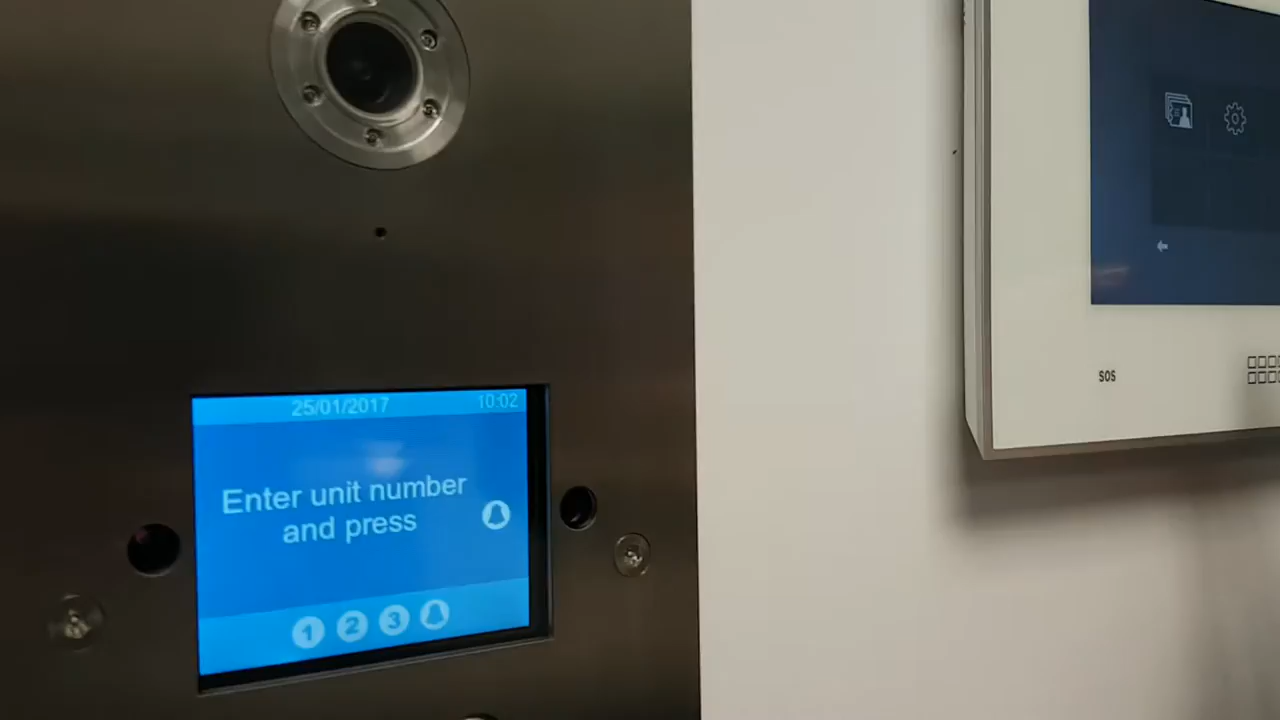 25/01/2017 10:02
Enter unit number
and press
1 2 3
SOS